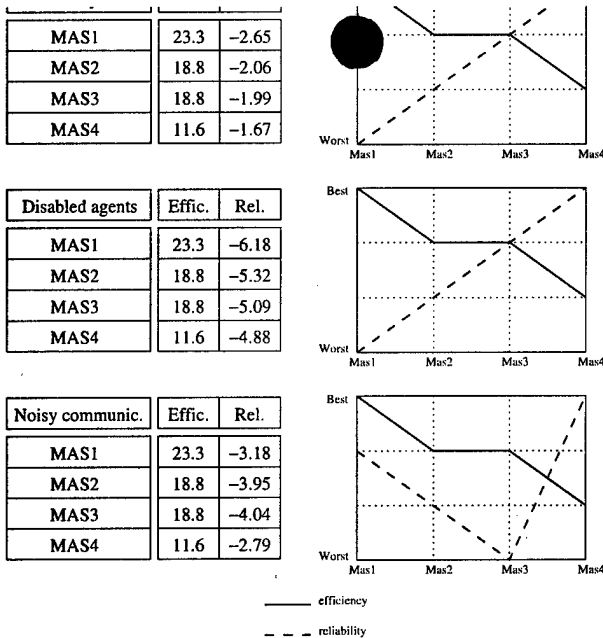 MAS1 23.3 −2.65
MAS2 18.8 −2.06
MAS3 18.8 −1.99
MAS4 11.6 −1.67
Worst
Mas1 Mas2 Mas3 Mas4
Disabled agents Effic. Rel.
MAS1 23.3 −6.18
MAS2 18.8 −5.32
MAS3 18.8 −5.09
MAS4 11.6 −4.88
Best
Worst
Mas1 Mas2 Mas3 Mas4
Noisy communic. Effic. Rel.
MAS1 23.3 −3.18
MAS2 18.8 −3.95
MAS3 18.8 −4.04
MAS4 11.6 −2.79
Best
Worst
Mas1 Mas2 Mas3 Mas4
efficiency
reliability